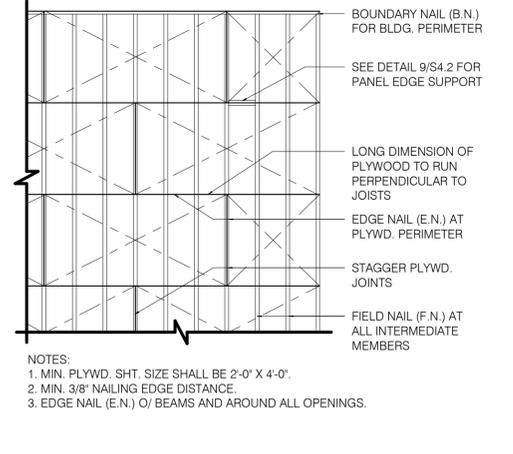 BOUNDARY NAIL (B.N.)
FOR BLDG. PERIMETER
SEE DETAIL 9/S4.2 FOR
PANEL EDGE SUPPORT
LONG DIMENSION OF
PLYWOOD TO RUN
PERPENDICULAR TO
JOISTS
EDGE NAIL (E.N.) AT
PLYWD. PERIMETER
STAGGER PLYWD.
JOINTS
FIELD NAIL (F.N.) AT
ALL INTERMEDIATE
MEMBERS
NOTES:
1. MIN. PLYWD. SHT. SIZE SHALL BE 2'-0" X 4'-0".
2. MIN. 3/8" NAILING EDGE DISTANCE.
3. EDGE NAIL (E.N.) O/ BEAMS AND AROUND ALL OPENINGS.